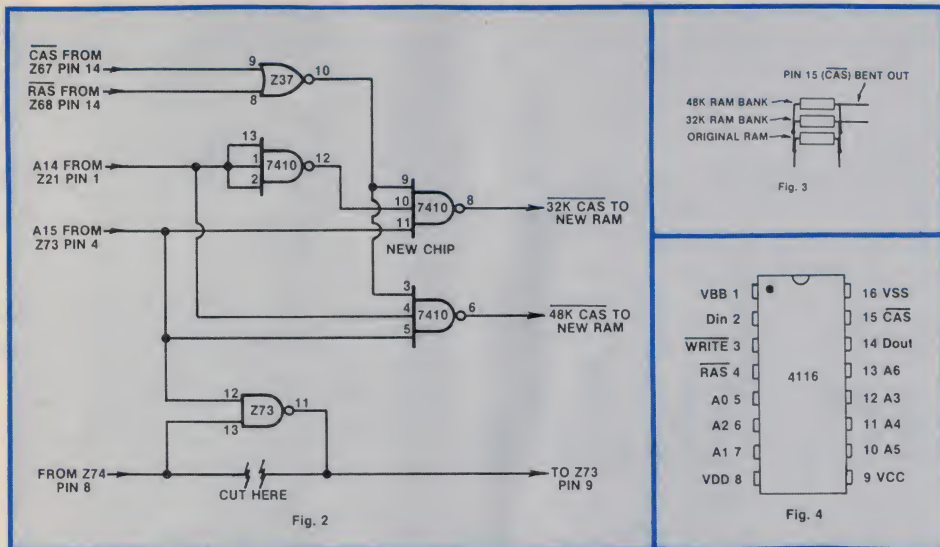 CAS FROM
Z67 PIN 14
RAS FROM
Z68 PIN 14
9
8
Z37
10
A14 FROM
Z21 PIN 1
13
1
2
7410
12
A15 FROM
Z73 PIN 4
9
10
11
7410
8
32K CAS TO
NEW RAM
NEW CHIP
3
4
5
7410
6
48K CAS TO
NEW RAM
12
13
Z73
11
FROM Z74
PIN 8
CUT HERE
TO Z73
PIN 9
Fig. 2
PIN 15 (CAS) BENT OUT
48K RAM BANK
32K RAM BANK
ORIGINAL RAM
Fig. 3
VBB 1
Din 2
WRITE 3
RAS 4
A0 5
A2 6
A1 7
VDD 8
4116
16 VSS
15 CAS
14 Dout
13 A6
12 A3
11 A4
10 A5
9 VCC
Fig. 4